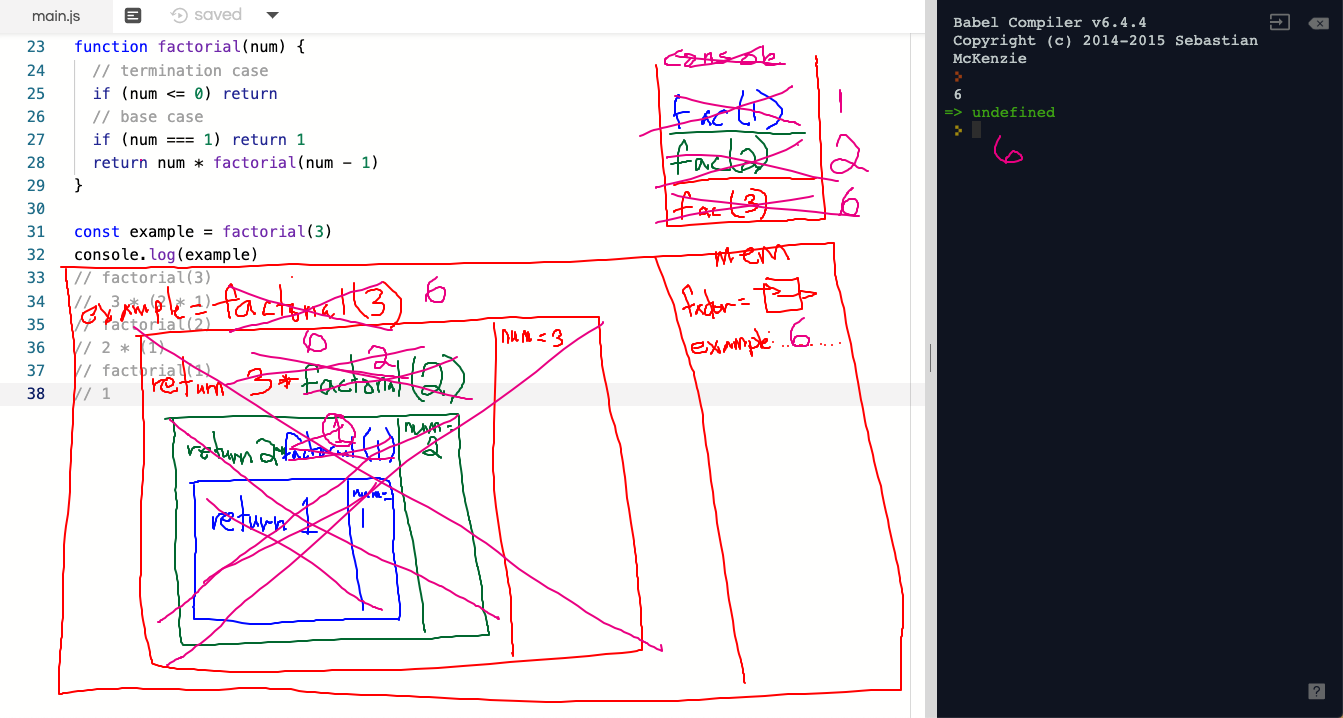 main.js
saved
23 function factorial(num) {
24 // termination case
25 if (num <= 0) return
26 // base case
27 if (num === 1) return 1
28 return num * factorial(num - 1)
29 }
30
31 const example = factorial(3)
32 console.log(example)
33 // factorial(3)
34 // 3 * (2 * 1)
35 // factorial(2)
36 // 2 * (1)
37 // factorial(1)
38 // 1
console
fac(1) 1
fac(2) 2
fac(3) 6
mem
example = factorial(3) 6
example: 6
num = 3
6
2
return 3 * factorial(2)
1
return 2 * factorial(1)
num =
2
return 1
num =
1
Babel Compiler v6.4.4
Copyright (c) 2014-2015 Sebastian
McKenzie
6
=> undefined
6
?